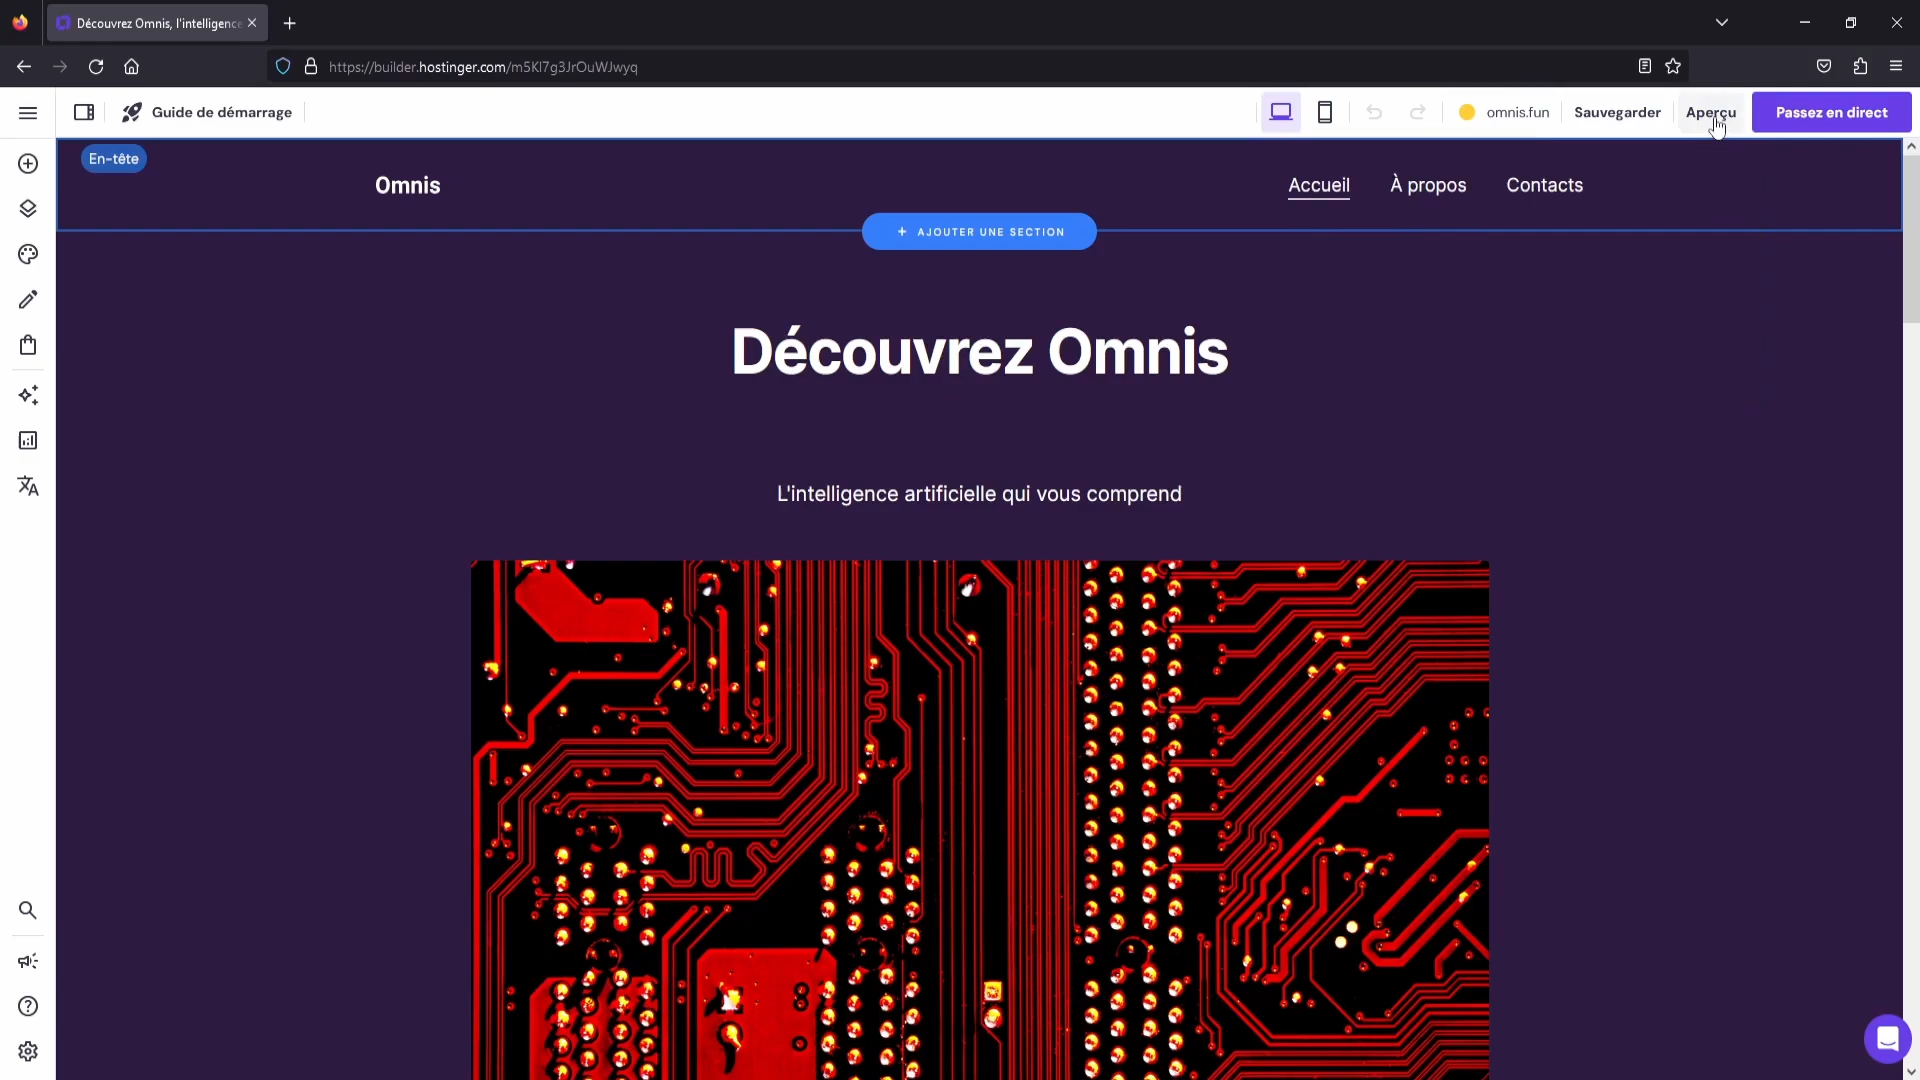 Découvrez Omnis, l'intelligence
https://builder.hostinger.com/m5Kl7g3JrOuWJwyq
Guide de démarrage
omnis.fun
Sauvegarder
Aperçu
Passez en direct
En-tête
Omnis
Accueil
À propos
Contacts
+ AJOUTER UNE SECTION
Découvrez Omnis
L'intelligence artificielle qui vous comprend